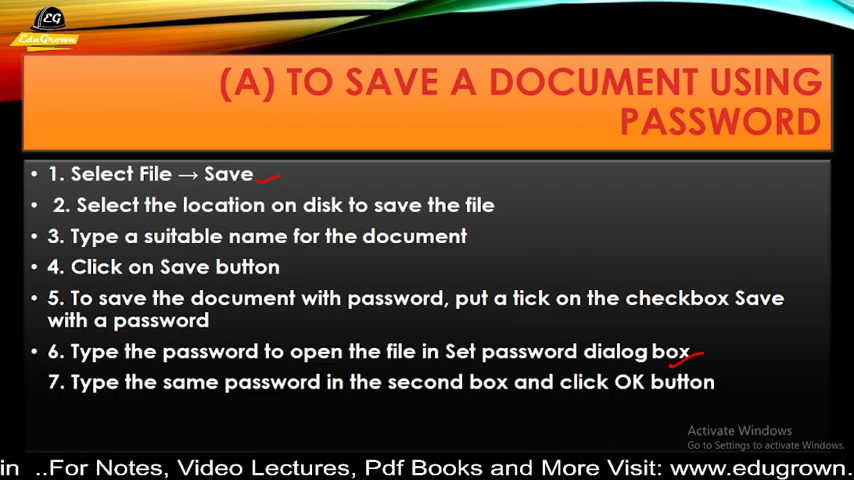 EG
EduGrown
(A) TO SAVE A DOCUMENT USING
PASSWORD
• 1. Select File → Save
• 2. Select the location on disk to save the file
• 3. Type a suitable name for the document
• 4. Click on Save button
• 5. To save the document with password, put a tick on the checkbox Save
with a password
• 6. Type the password to open the file in Set password dialog box
7. Type the same password in the second box and click OK button
Activate Windows
Go to Settings to activate Windows.
in ..For Notes, Video Lectures, Pdf Books and More Visit: www.edugrown.